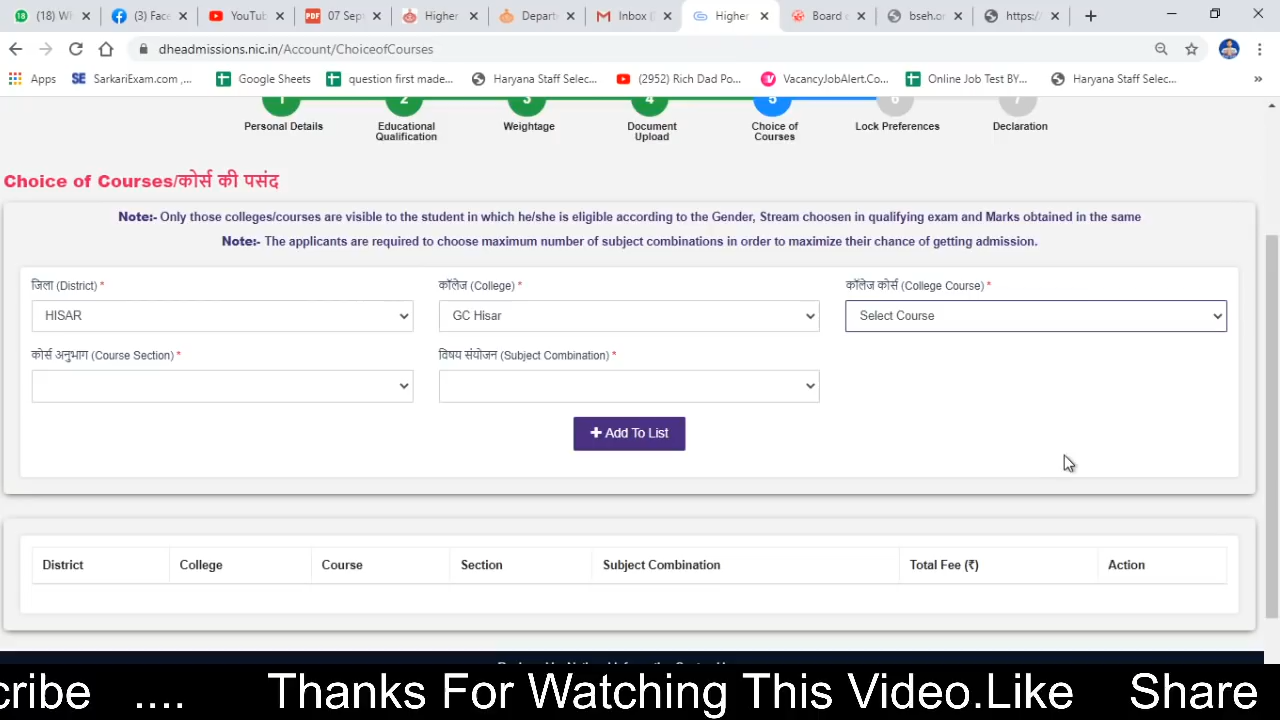 (18) W
(3) Face
YouTub
07 Sep
Higher
Depart
Inbox (
Higher
Board o
bseh.or
https:/
dheadmissions.nic.in/Account/ChoiceofCourses
Apps
SarkariExam.com ,...
Google Sheets
question first made...
Haryana Staff Selec...
(2952) Rich Dad Po...
VacancyJobAlert.Co...
Online Job Test BY...
Haryana Staff Selec...
»
1 2 3 4 5 6 7
Personal Details
Educational
Qualification
Weightage
Document
Upload
Choice of
Courses
Lock Preferences
Declaration
Choice of Courses/कोर्स की पसंद
Note:- Only those colleges/courses are visible to the student in which he/she is eligible according to the Gender, Stream choosen in qualifying exam and Marks obtained in the same
Note:- The applicants are required to choose maximum number of subject combinations in order to maximize their chance of getting admission.
जिला (District) *
कॉलेज (College) *
कॉलेज कोर्स (College Course) *
HISAR
GC Hisar
Select Course
कोर्स अनुभाग (Course Section) *
विषय संयोजन (Subject Combination) *
+ Add To List
District College Course Section Subject Combination Total Fee (₹) Action
cribe .... Thanks For Watching This Video.Like Share